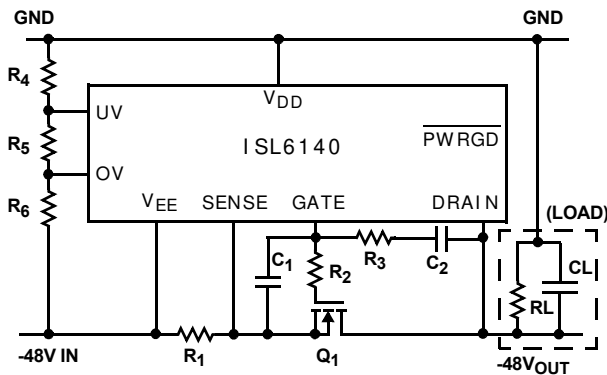 GND GND
R4
VDD
UV
R5
ISL6140
PWRGD
OV
R6
VEE SENSE GATE DRAIN
(LOAD)
C1
R2
R3
C2
CL
RL
-48V IN
R1
Q1
-48VOUT